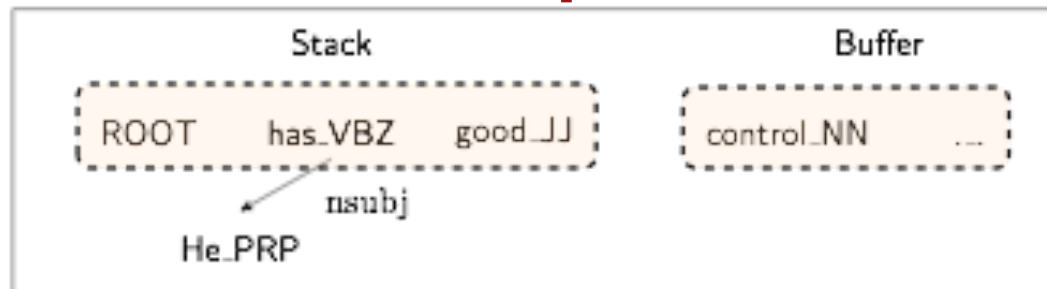 Stack Buffer
ROOT has_VBZ good_JJ control_NN ...
nsubj
He_PRP